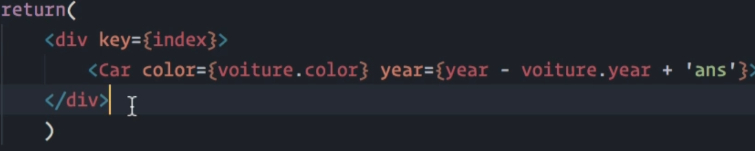 return(
<div key={index}>
<Car color={voiture.color} year={year - voiture.year + 'ans'}>
</div>
)